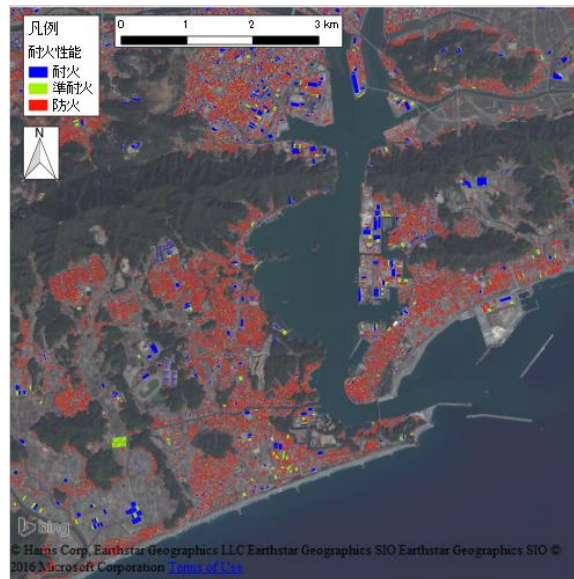 凡例
耐火性能
耐火
準耐火
防火
0 1 2 3 km
N
bing
© Harris Corp, Earthstar Geographics LLC Earthstar Geographics SIO Earthstar Geographics SIO ©
2016 Microsoft Corporation Terms of Use